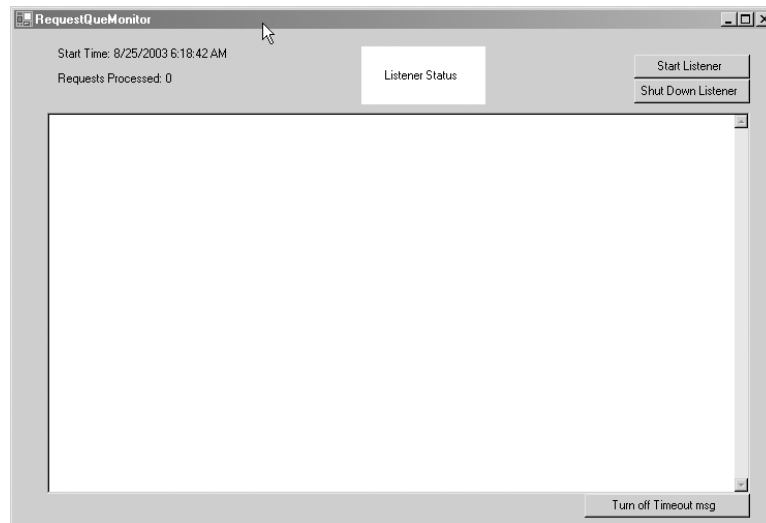 RequestQueMonitor
Start Time: 8/25/2003 6:18:42 AM
Requests Processed: 0
Listener Status
Start Listener
Shut Down Listener
Turn off Timeout msg